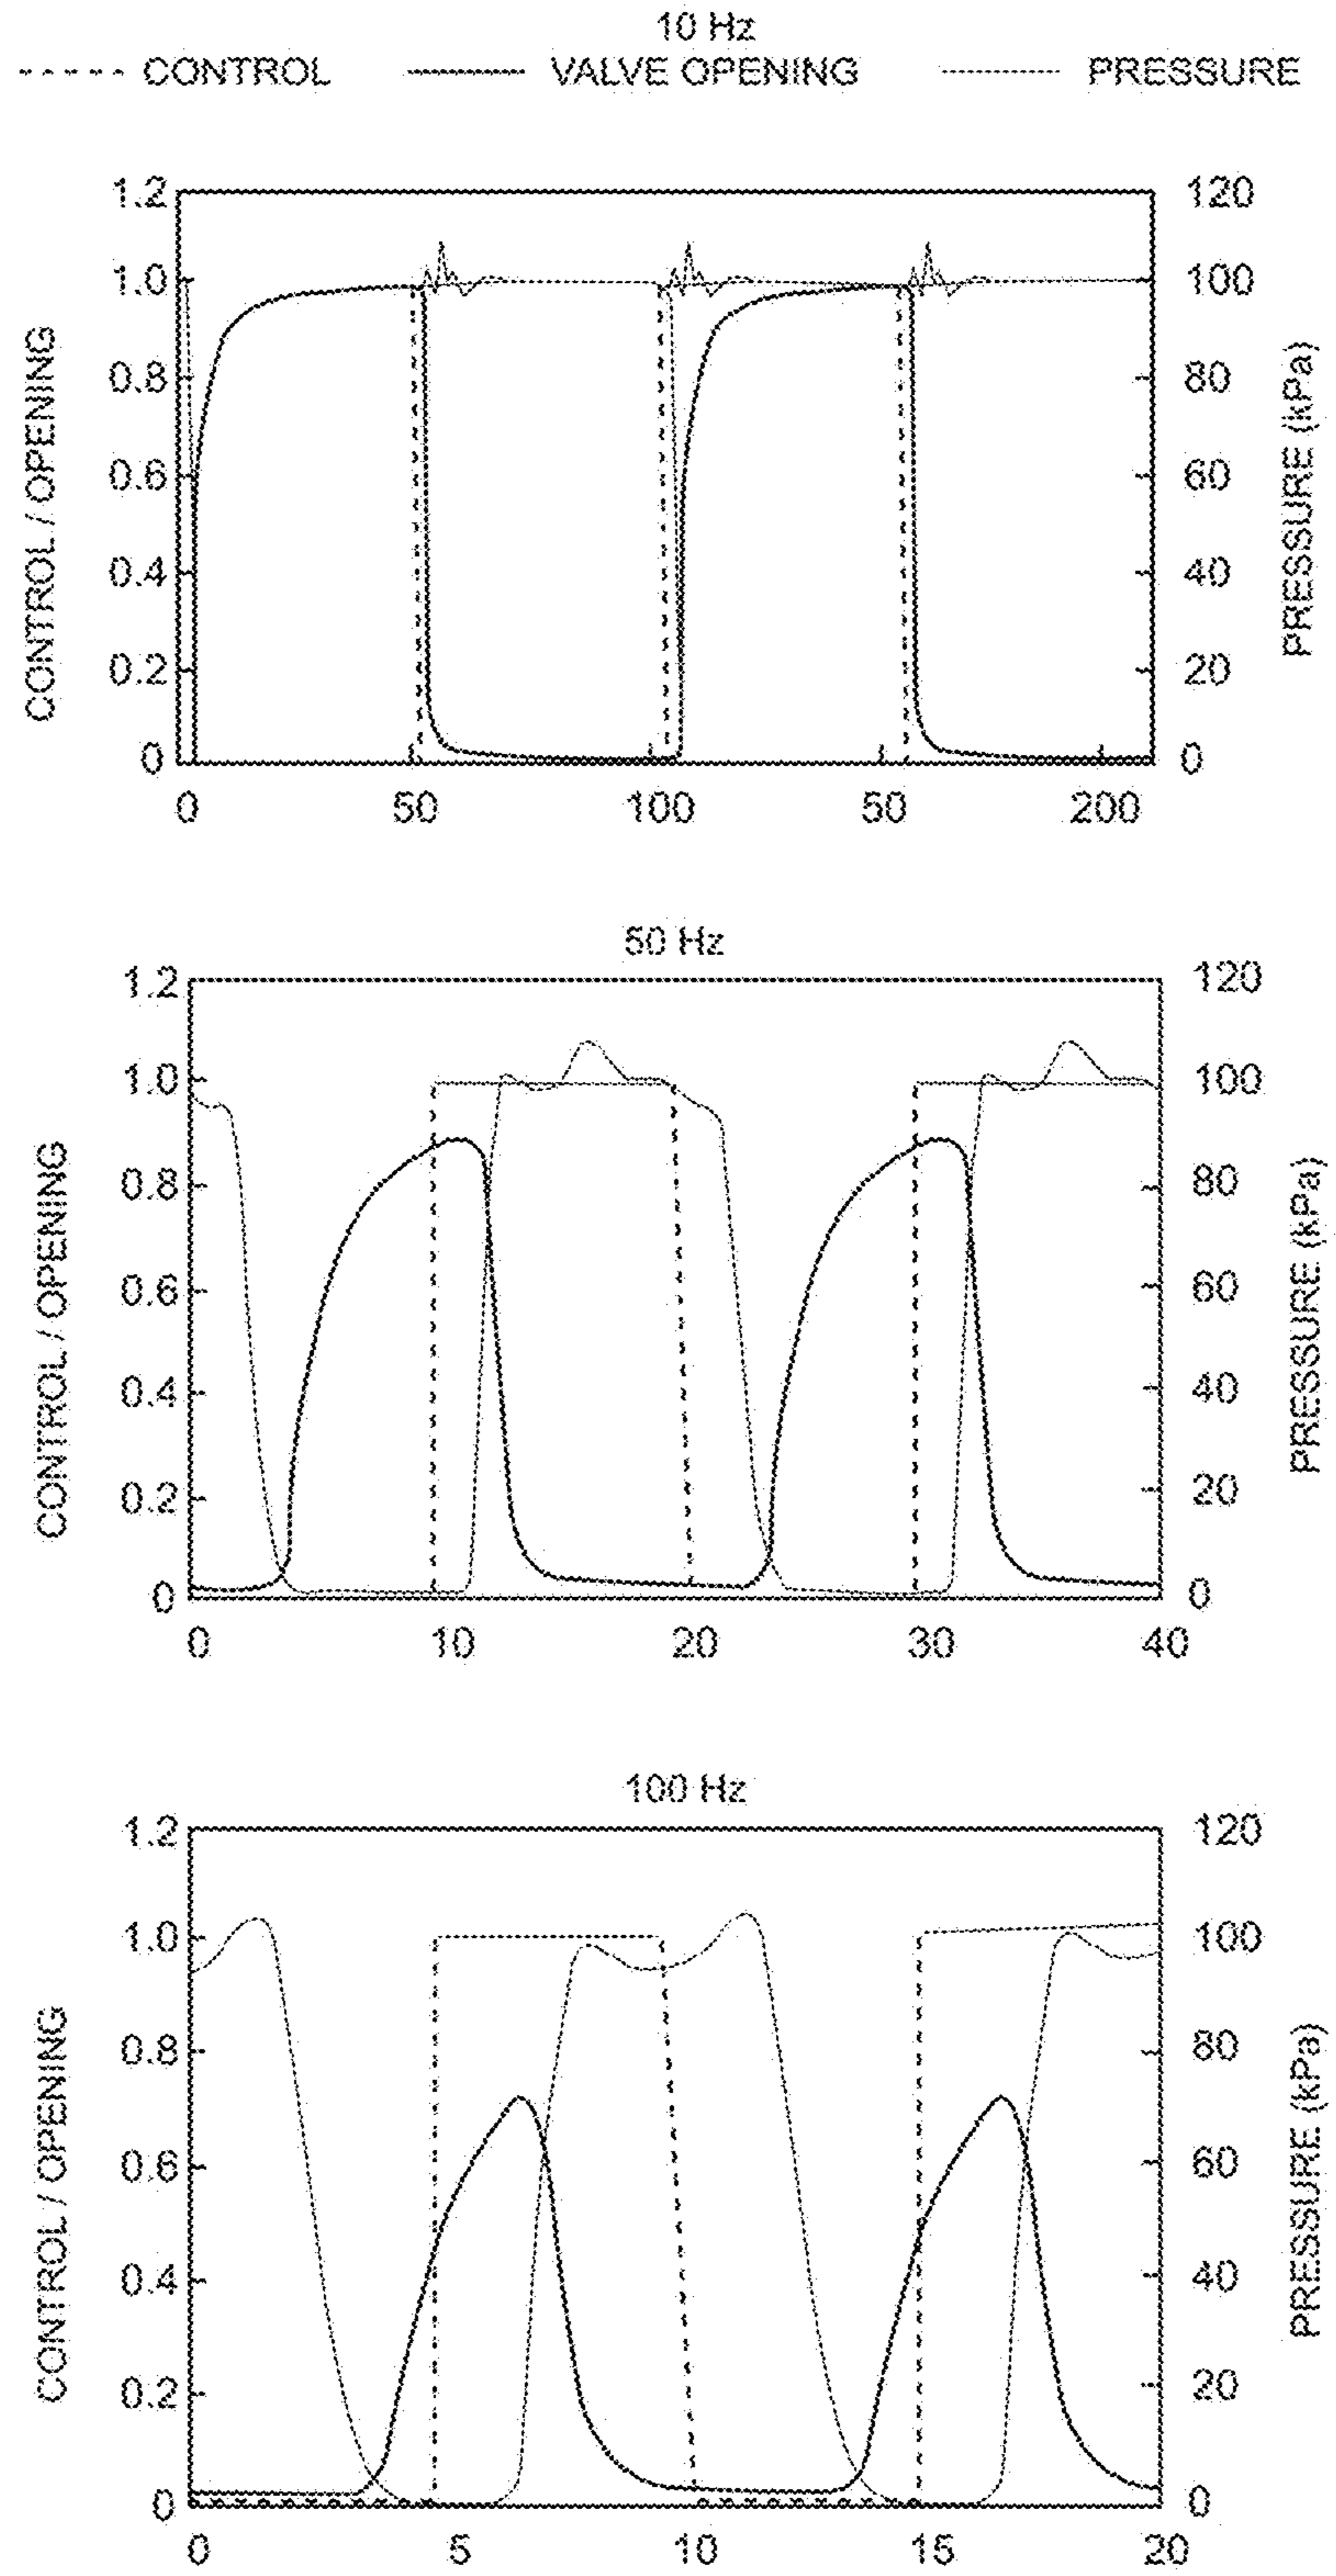 10 Hz
CONTROL VALVE OPENING PRESSURE
1.2 120
1.0 100
0.8 80
0.6 60
0.4 40
0.2 20
0 0
CONTROL / OPENING
PRESSURE (kPa)
0 50 100 50 200
50 Hz
1.2 120
1.0 100
0.8 80
0.6 60
0.4 40
0.2 20
0 0
CONTROL / OPENING
PRESSURE (kPa)
0 10 20 30 40
100 Hz
1.2 120
1.0 100
0.8 80
0.6 60
0.4 40
0.2 20
0 0
CONTROL / OPENING
PRESSURE (kPa)
0 5 10 15 20